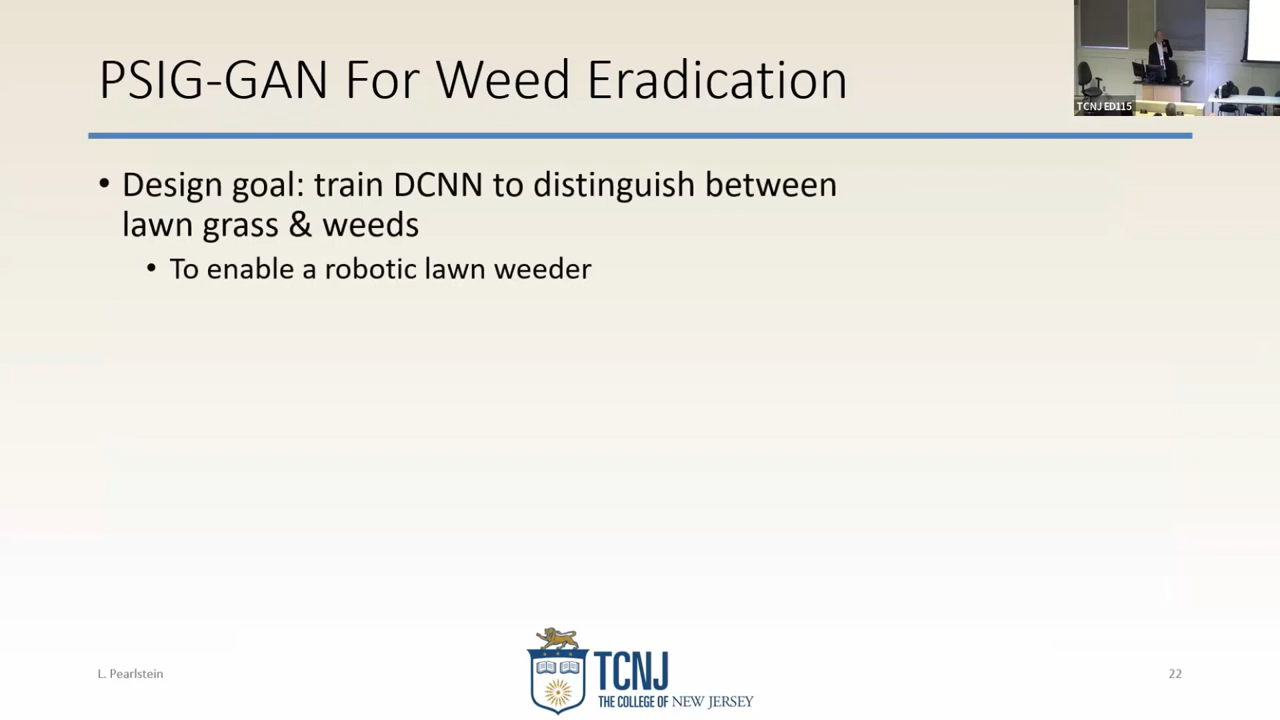 PSIG-GAN For Weed Eradication
TCNJ ED115
• Design goal: train DCNN to distinguish between
lawn grass & weeds
• To enable a robotic lawn weeder
L. Pearlstein
TCNJ
THE COLLEGE OF NEW JERSEY
22